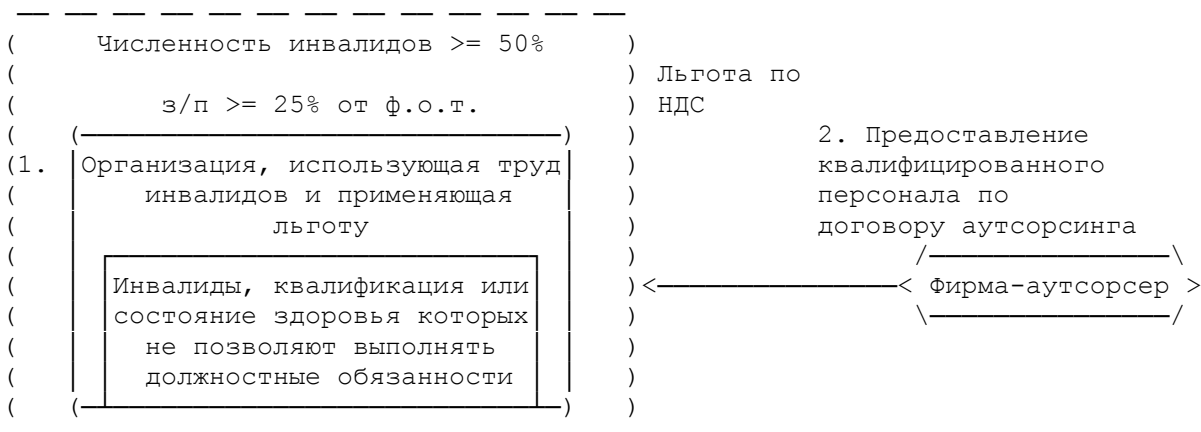 Численность инвалидов >= 50%
Льгота по
з/п >= 25% от ф.о.т.
НДС
2. Предоставление
1. Организация, использующая труд
квалифицированного
инвалидов и применяющая
персонала по
льготу
договору аутсорсинга
Инвалиды, квалификация или
Фирма-аутсорсер
состояние здоровья которых
не позволяют выполнять
должностные обязанности